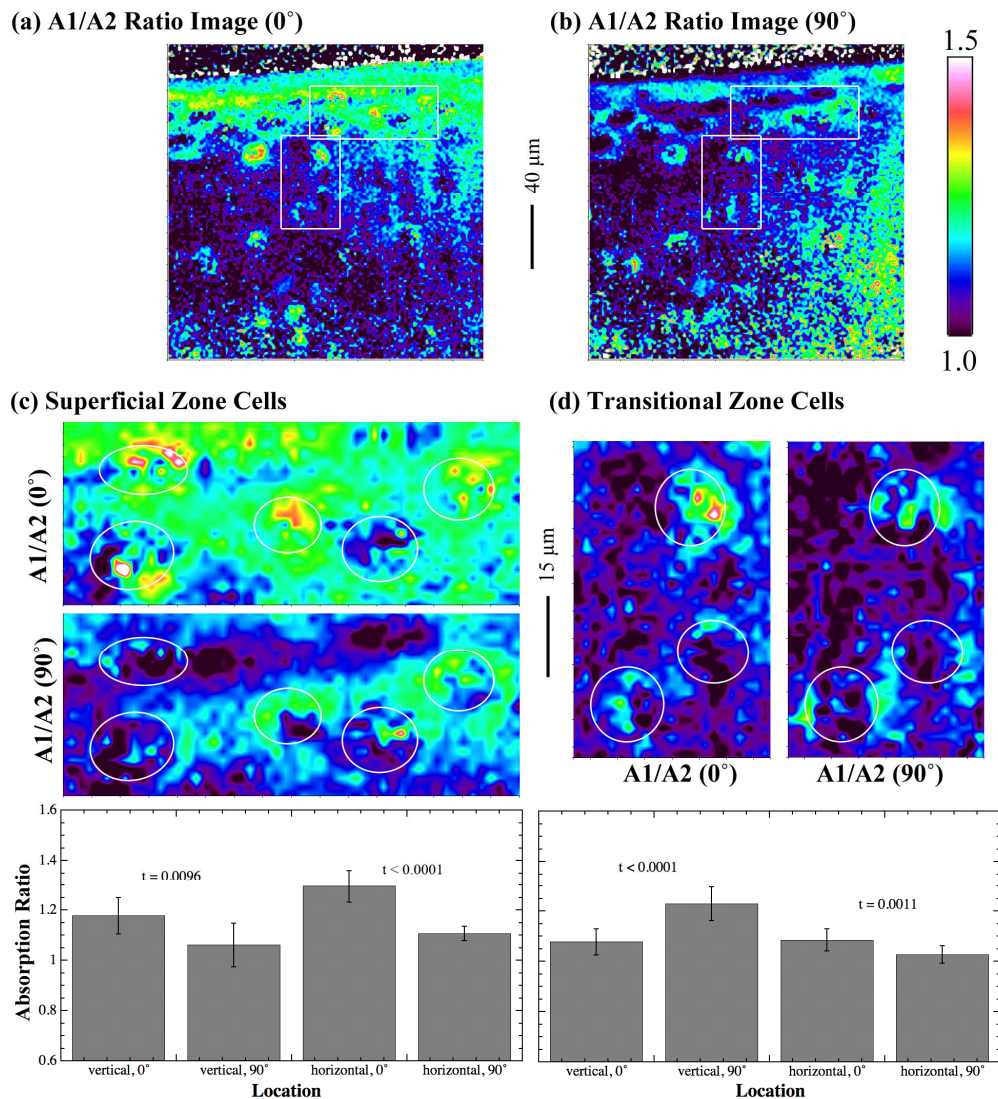 (a) A1/A2 Ratio Image (0˚)
(b) A1/A2 Ratio Image (90˚)
1.5
40 μm
1.0
(c) Superficial Zone Cells
(d) Transitional Zone Cells
A1/A2 (0˚)
A1/A2 (90˚)
15 μm
A1/A2 (0˚)
A1/A2 (90˚)
Absorption Ratio
1.6
1.4
1.2
1
0.8
0.6
t = 0.0096
t < 0.0001
vertical, 0˚
vertical, 90˚
horizontal, 0˚
horizontal, 90˚
Location
t < 0.0001
t = 0.0011
vertical, 0˚
vertical, 90˚
horizontal, 0˚
horizontal, 90˚
Location